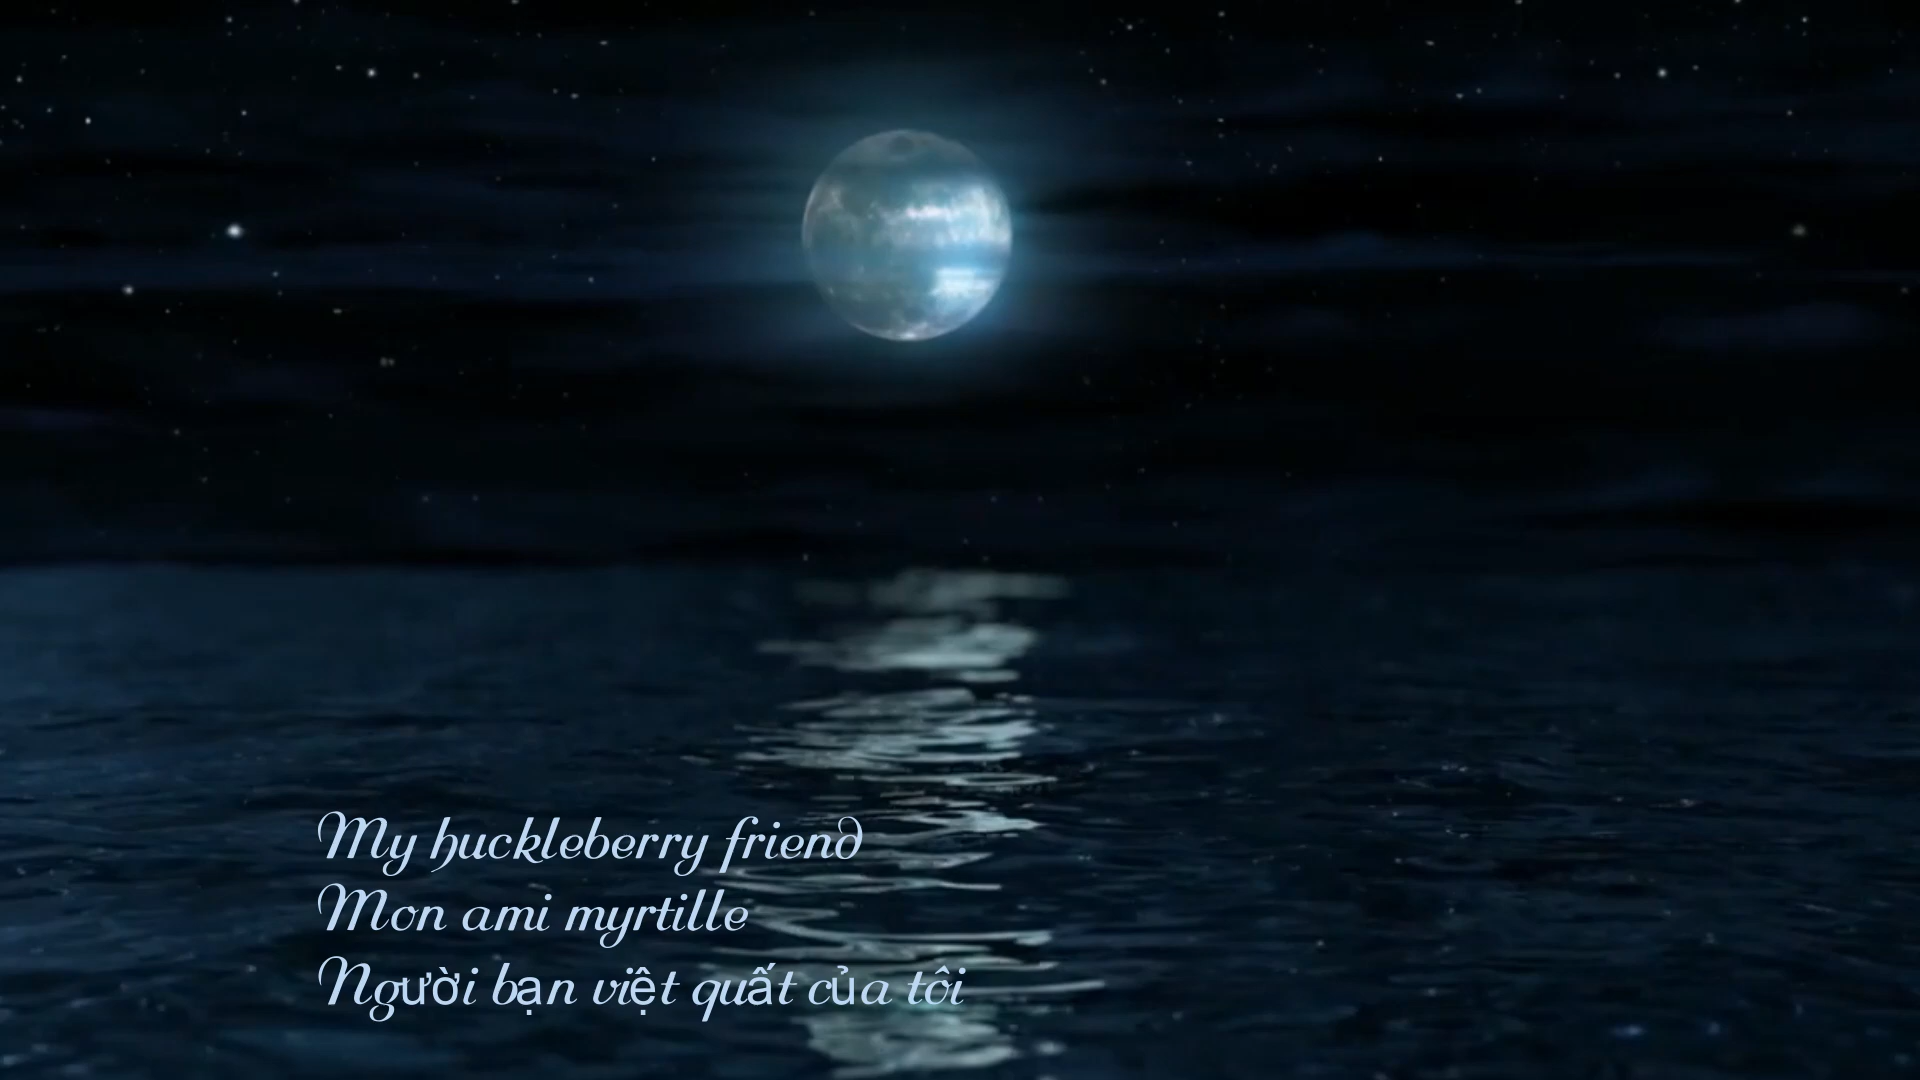 My huckleberry friend
Mon ami myrtille
Người bạn việt quất của tôi